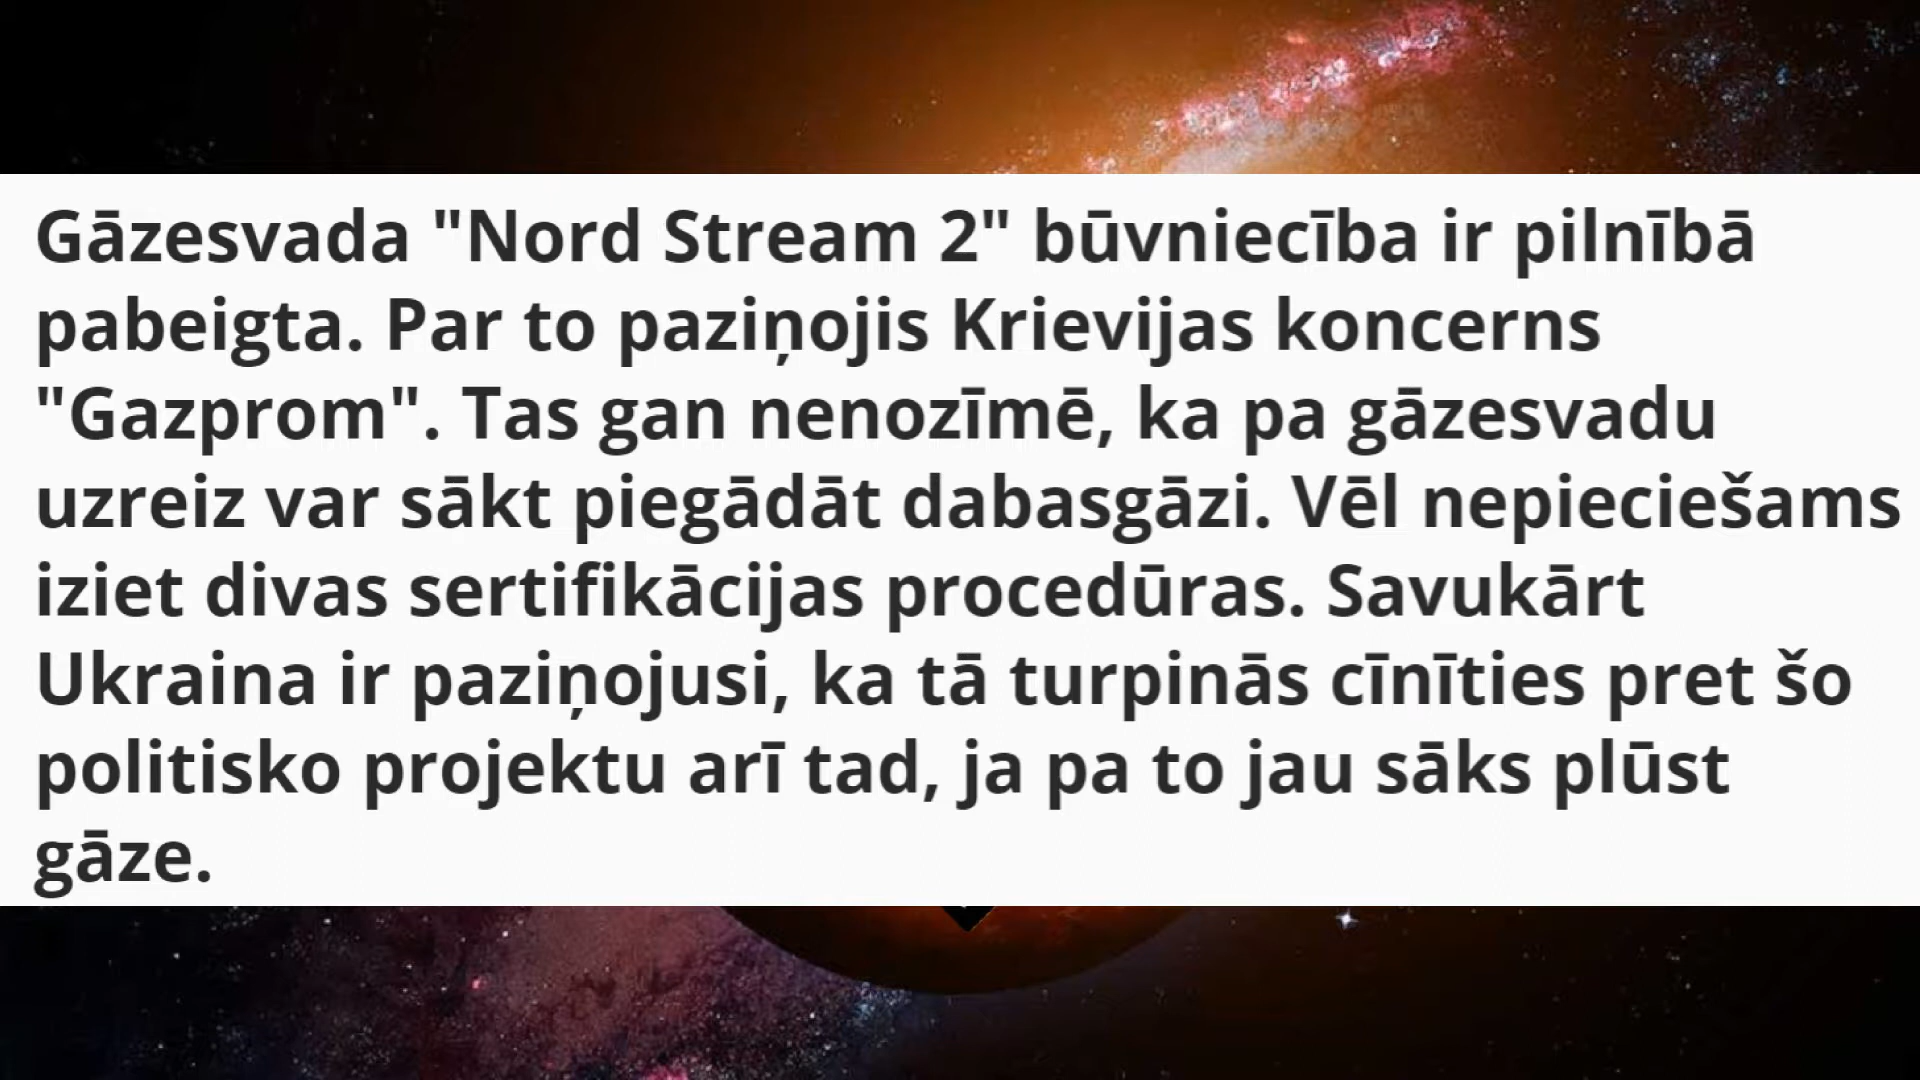 Gāzesvada "Nord Stream 2" būvniecība ir pilnībā
pabeigta. Par to paziņojis Krievijas koncerns
"Gazprom". Tas gan nenozīmē, ka pa gāzesvadu
uzreiz var sākt piegādāt dabasgāzi. Vēl nepieciešams
iziet divas sertifikācijas procedūras. Savukārt
Ukraina ir paziņojusi, ka tā turpinās cīnīties pret šo
politisko projektu arī tad, ja pa to jau sāks plūst
gāze.